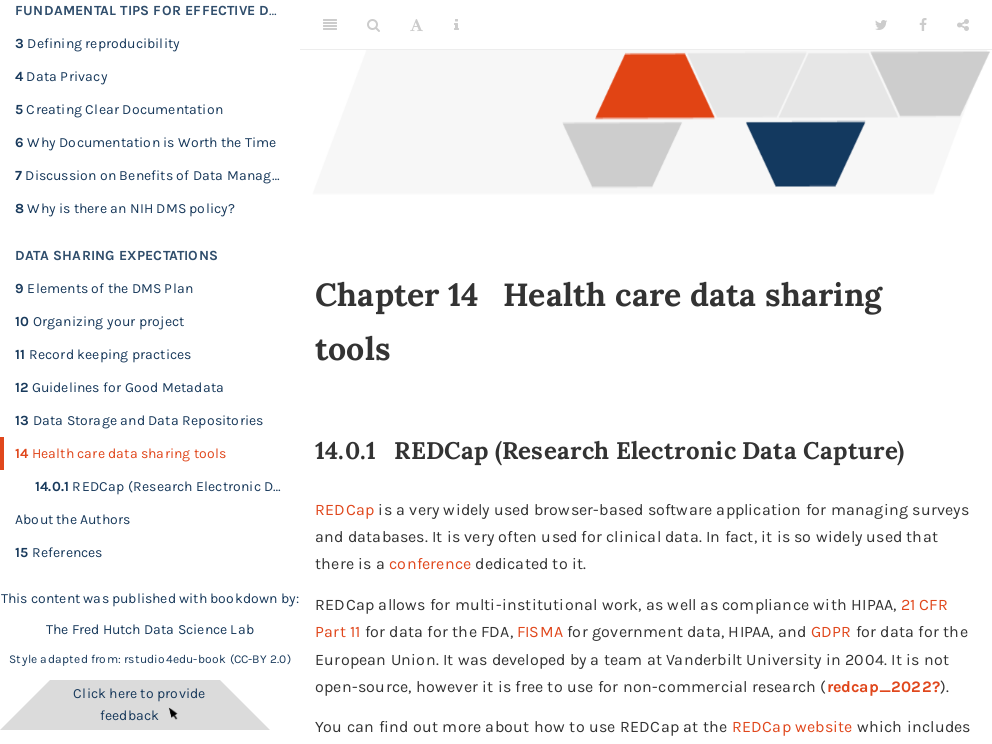 FUNDAMENTAL TIPS FOR EFFECTIVE D…
3 Defining reproducibility
4 Data Privacy
5 Creating Clear Documentation
6 Why Documentation is Worth the Time
7 Discussion on Benefits of Data Manag…
8 Why is there an NIH DMS policy?
DATA SHARING EXPECTATIONS
9 Elements of the DMS Plan
10 Organizing your project
11 Record keeping practices
12 Guidelines for Good Metadata
13 Data Storage and Data Repositories
14 Health care data sharing tools
14.0.1 REDCap (Research Electronic D…
About the Authors
15 References
This content was published with bookdown by:
The Fred Hutch Data Science Lab
Style adapted from: rstudio4edu-book (CC-BY 2.0)
Click here to provide
feedback
A
Chapter 14 Health care data sharing
tools
14.0.1 REDCap (Research Electronic Data Capture)
REDCap is a very widely used browser-based software application for managing surveys
and databases. It is very often used for clinical data. In fact, it is so widely used that
there is a conference dedicated to it.
REDCap allows for multi-institutional work, as well as compliance with HIPAA, 21 CFR
Part 11 for data for the FDA, FISMA for government data, HIPAA, and GDPR for data for the
European Union. It was developed by a team at Vanderbilt University in 2004. It is not
open-source, however it is free to use for non-commercial research (redcap_2022?).
You can find out more about how to use REDCap at the REDCap website which includes